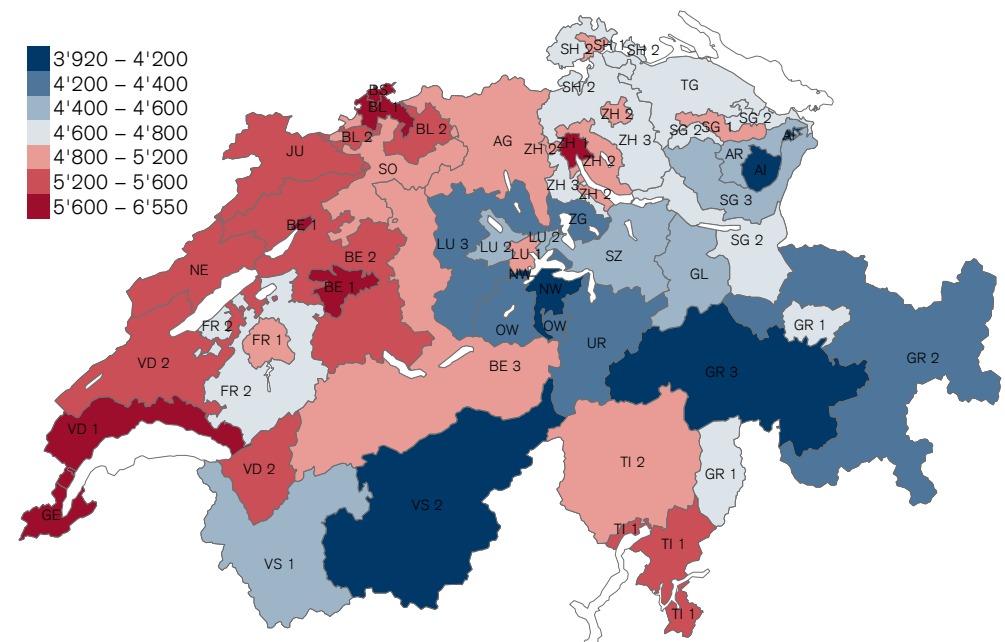 3'920 – 4'200
4'200 – 4'400
4'400 – 4'600
4'600 – 4'800
4'800 – 5'200
5'200 – 5'600
5'600 – 6'550
SH 2
SH 1
SH 2
SH 2
TG
BS
BL 1
BL 2
BL 2
AG
ZH 2
ZH 3
ZH 2
ZH 1
ZH 2
SG 2
SG 1
SG 2
AI
AR
AI
JU
SO
ZH 3
ZH 2
SG 3
BE 1
ZG
NE
BE 2
LU 3
LU 2
LU 2
LU 1
SZ
SG 2
NW
GL
BE 1
NW
FR 2
OW
OW
GR 1
FR 1
UR
VD 2
BE 3
GR 3
GR 2
FR 2
VD 1
VD 2
TI 2
GR 1
VS 2
GE
TI 1
TI 1
VS 1
TI 1